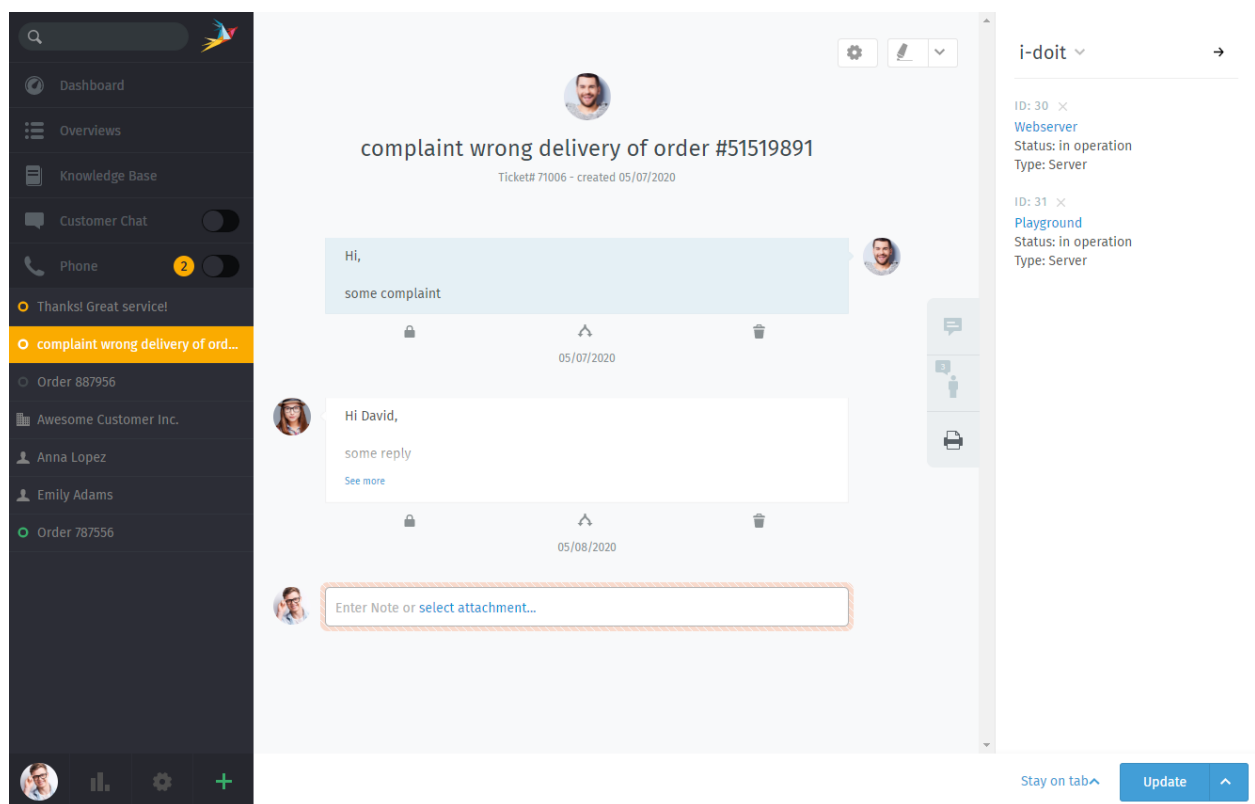 Dashboard
Overviews
Knowledge Base
Customer Chat
Phone 2
Thanks! Great service!
complaint wrong delivery of ord...
Order 887956
Awesome Customer Inc.
Anna Lopez
Emily Adams
Order 787556
complaint wrong delivery of order #51519891
Ticket# 71006 - created 05/07/2020
Hi,
some complaint
05/07/2020
Hi David,
some reply
See more
05/08/2020
Enter Note or select attachment...
3
i-doit
ID: 30
Webserver
Status: in operation
Type: Server
ID: 31
Playground
Status: in operation
Type: Server
Stay on tab
Update